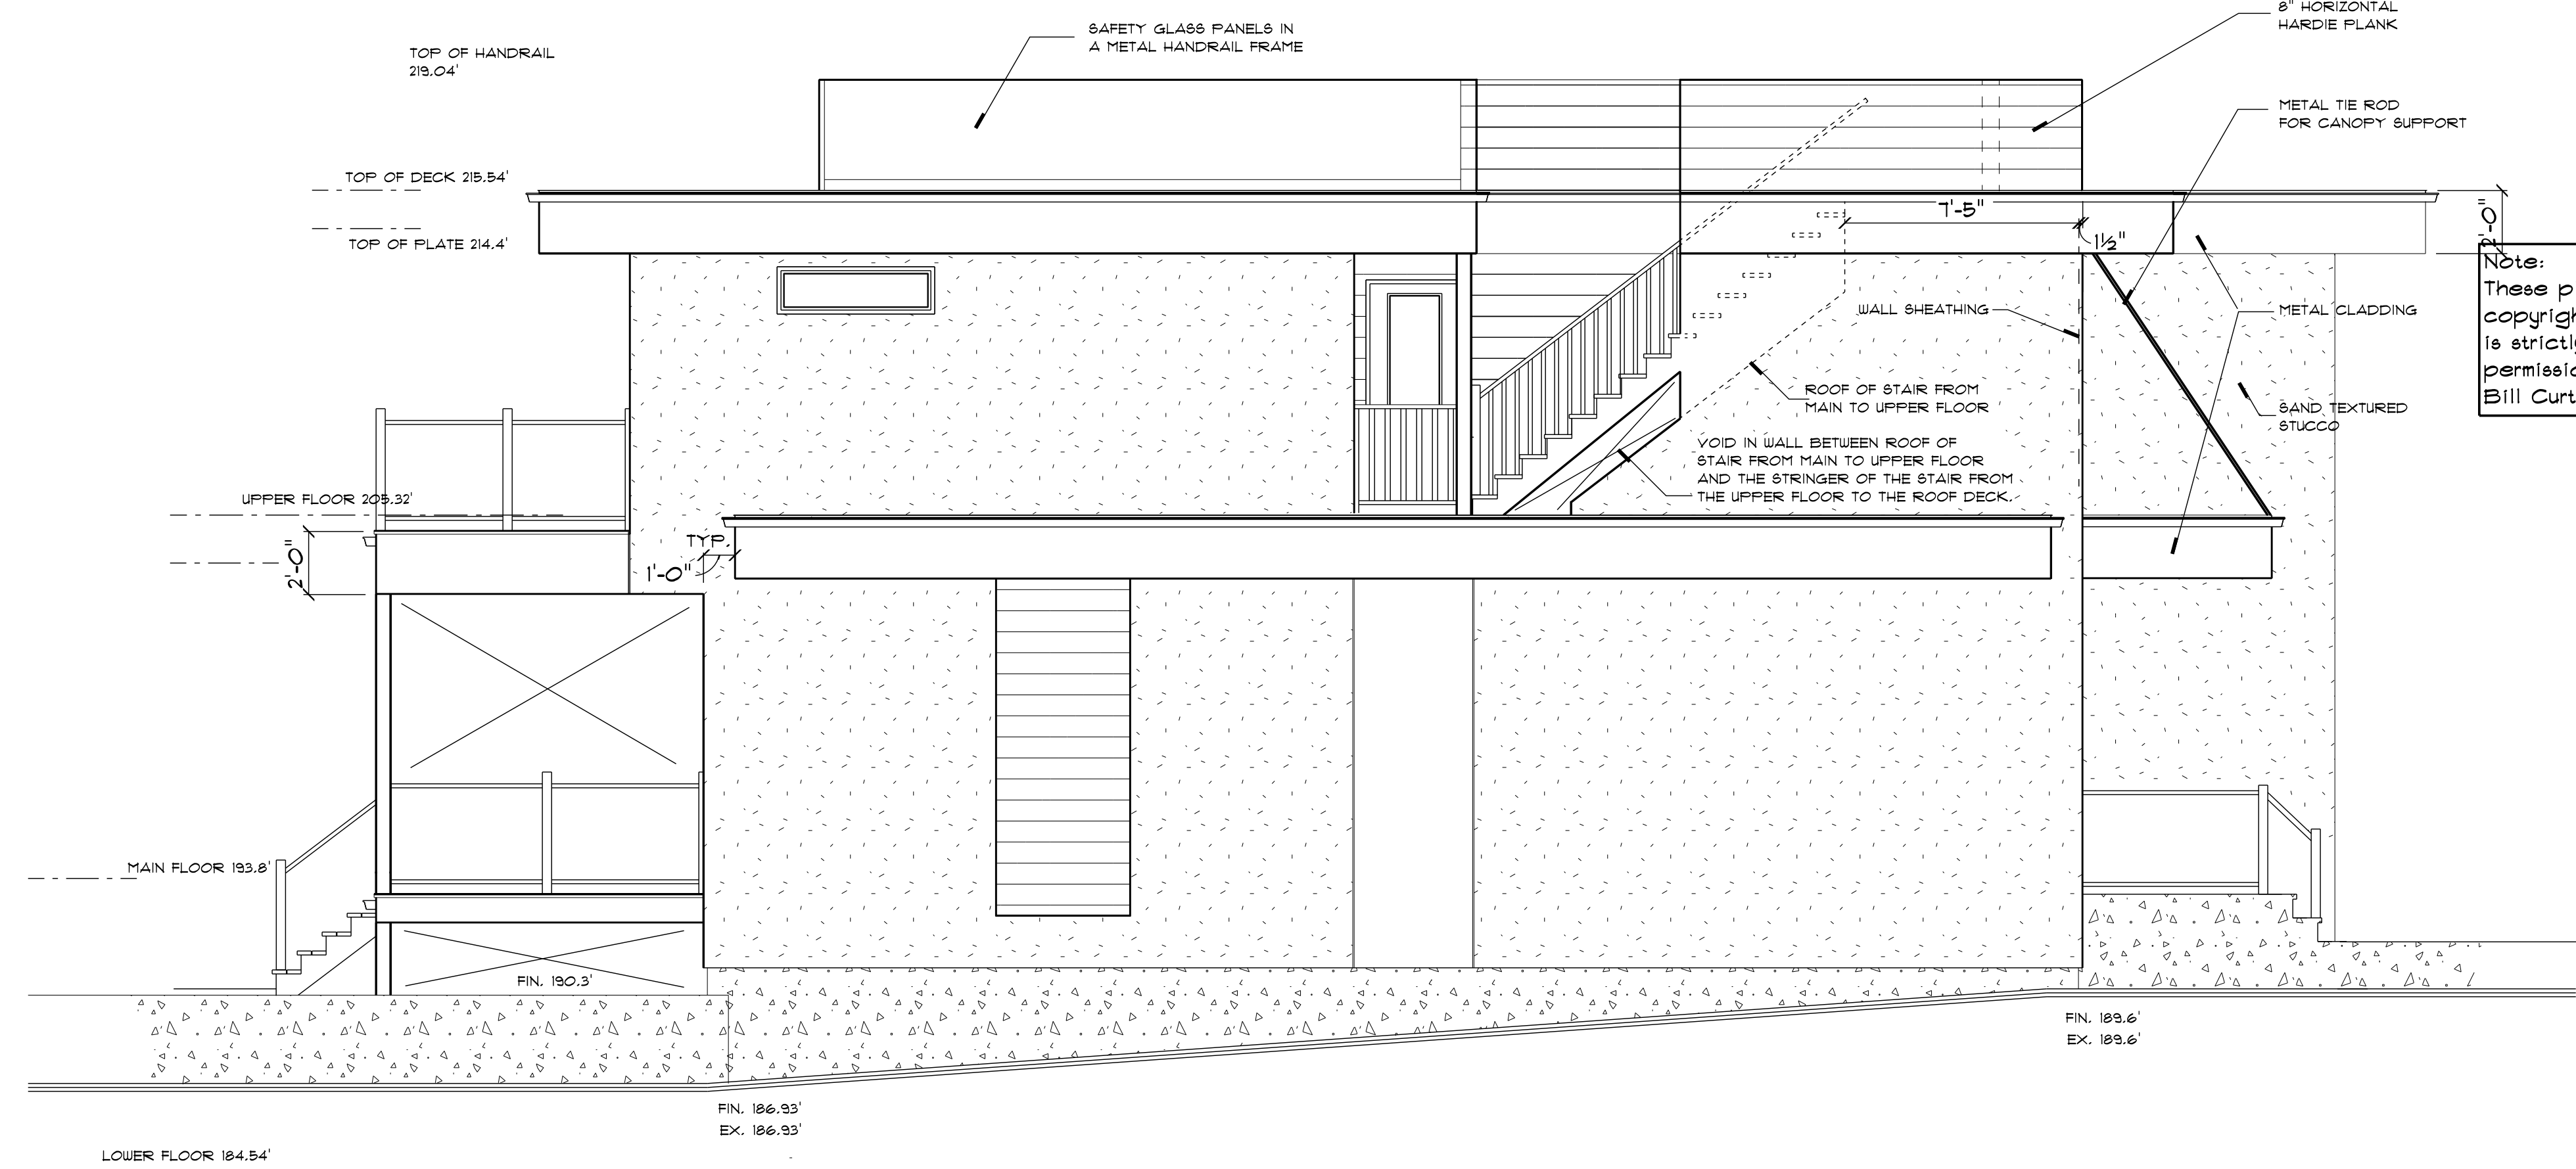 8" HORIZONTAL
HARDIE PLANK
SAFETY GLASS PANELS IN
A METAL HANDRAIL FRAME
TOP OF HANDRAIL
219.04'
METAL TIE ROD
FOR CANOPY SUPPORT
TOP OF DECK 215.54'
TOP OF PLATE 214.4'
7'-5"
1½"
2'-0"
Note:
These p
copyrigh
is strictl
permissio
Bill Curt
WALL SHEATHING
METAL CLADDING
ROOF OF STAIR FROM
MAIN TO UPPER FLOOR
SAND TEXTURED
STUCCO
VOID IN WALL BETWEEN ROOF OF
STAIR FROM MAIN TO UPPER FLOOR
AND THE STRINGER OF THE STAIR FROM
THE UPPER FLOOR TO THE ROOF DECK.
UPPER FLOOR 205.32'
TYP.
1'-0"
2'-0"
MAIN FLOOR 193.8'
FIN. 190.3'
FIN. 189.6'
EX. 189.6'
FIN. 186.93'
EX. 186.93'
LOWER FLOOR 184.54'